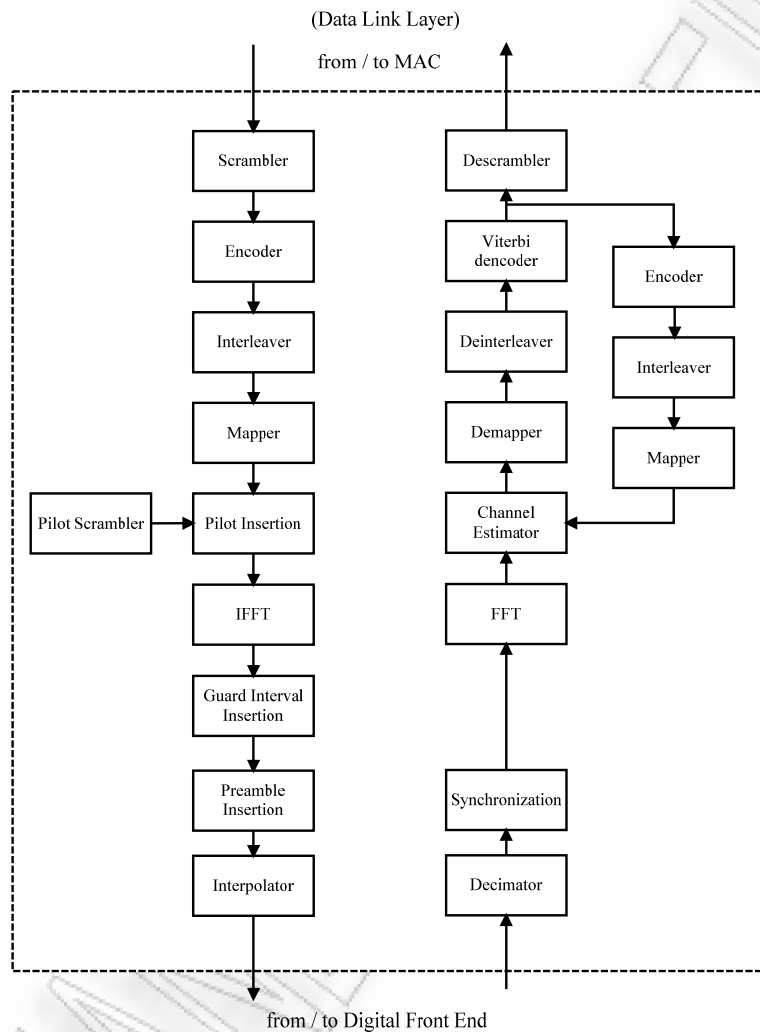 (Data Link Layer)
from / to MAC
Scrambler
Encoder
Interleaver
Mapper
Pilot Scrambler
Pilot Insertion
IFFT
Guard Interval
Insertion
Preamble
Insertion
Interpolator
Descrambler
Viterbi
dencoder
Deinterleaver
Demapper
Channel
Estimator
FFT
Synchronization
Decimator
Encoder
Interleaver
Mapper
from / to Digital Front End